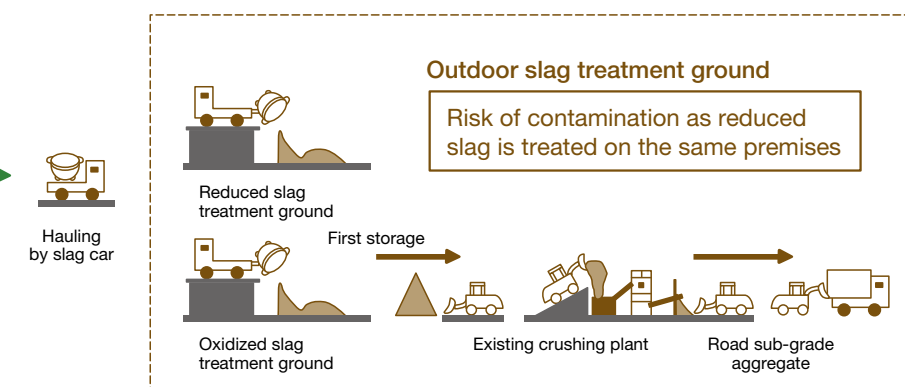 Outdoor slag treatment ground
Risk of contamination as reduced
slag is treated on the same premises
Reduced slag
treatment ground
Hauling
by slag car
First storage
Oxidized slag
treatment ground
Existing crushing plant
Road sub-grade
aggregate